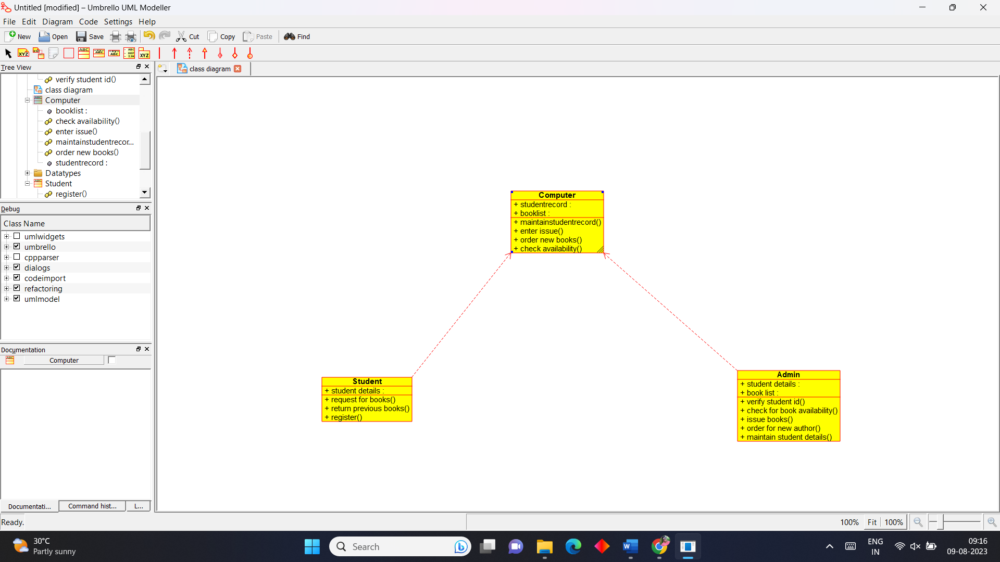 Untitled [modified] – Umbrello UML Modeller
File Edit Diagram Code Settings Help
New Open Save Cut Copy Paste Find
Tree View
class diagram
verify student id()
class diagram
Computer
booklist :
check availability()
enter issue()
maintainstudentrecor...
order new books()
studentrecord :
Datatypes
Student
register()
Debug
Class Name
umlwidgets
umbrello
cppparser
dialogs
codeimport
refactoring
umlmodel
Documentation
Computer
Documentati... Command hist... L...
Computer
+ studentrecord :
+ booklist :
+ maintainstudentrecord()
+ enter issue()
+ order new books()
+ check availability()
Student
+ student details :
+ request for books()
+ return previous books()
+ register()
Admin
+ student details :
+ book list :
+ verify student id()
+ check for book availability()
+ issue books()
+ order for new author()
+ maintain student details()
Ready.
100% Fit 100%
30°C
Partly sunny
Search
ENG
IN
09:16
09-08-2023